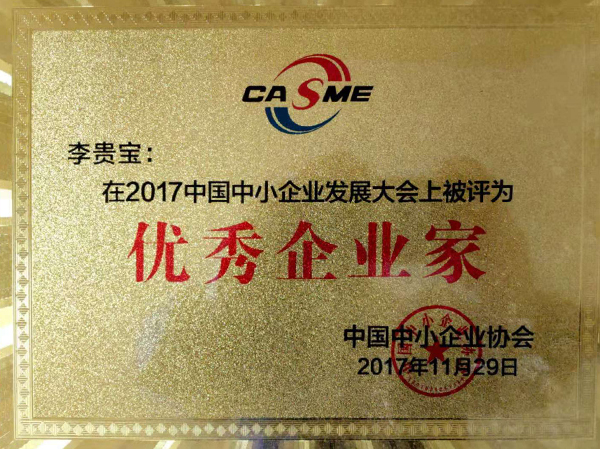 CASME
李贵宝：
在2017中国中小企业发展大会上被评为
优秀企业家
中国中小企业协会
2017年11月29日